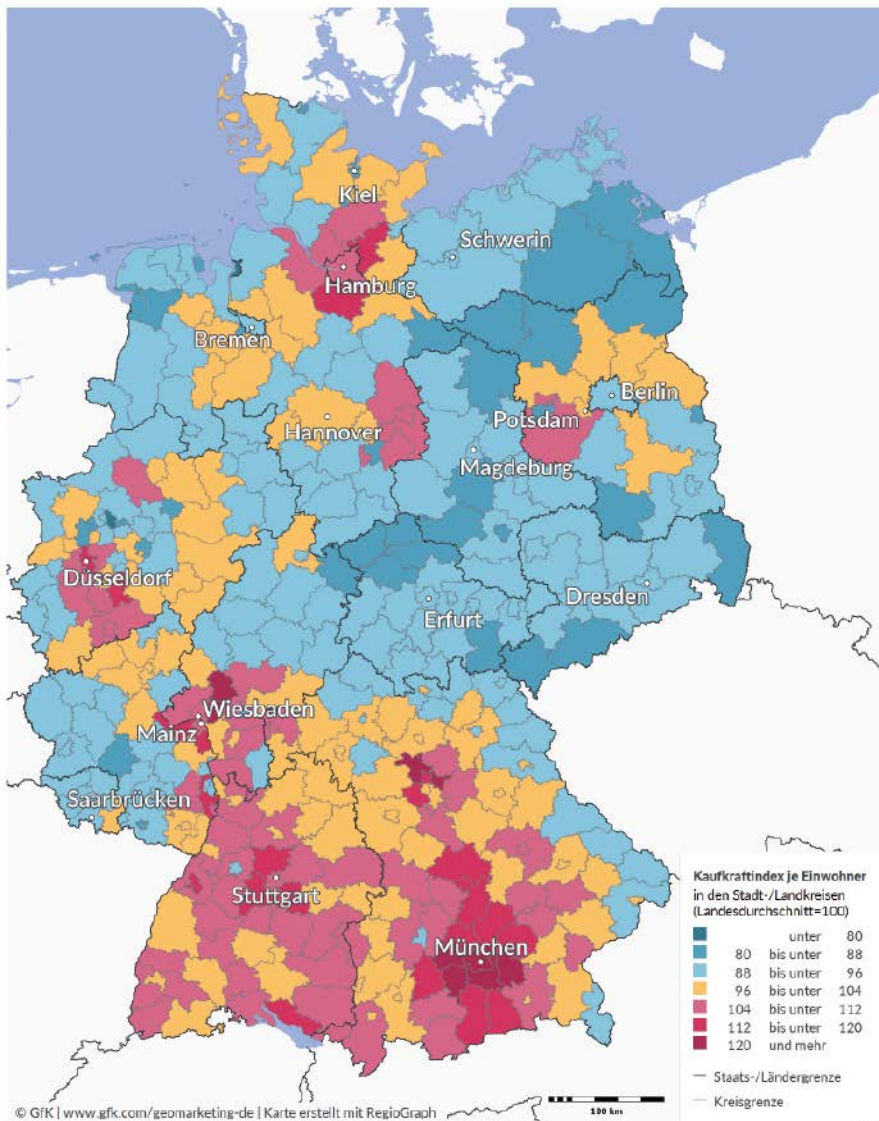 Kiel
Schwerin
Hamburg
Bremen
Berlin
Potsdam
Hannover
Magdeburg
Düsseldorf
Erfurt
Dresden
Wiesbaden
Mainz
Saarbrücken
Stuttgart
München
Kaufkraftindex je Einwohner
in den Stadt-/Landkreisen
(Landesdurchschnitt=100)
unter 80
80 bis unter 88
88 bis unter 96
96 bis unter 104
104 bis unter 112
112 bis unter 120
120 und mehr
Staats-/Ländergrenze
Kreisgrenze
100 km
© GfK | www.gfk.com/geomarketing-de | Karte erstellt mit RegioGraph